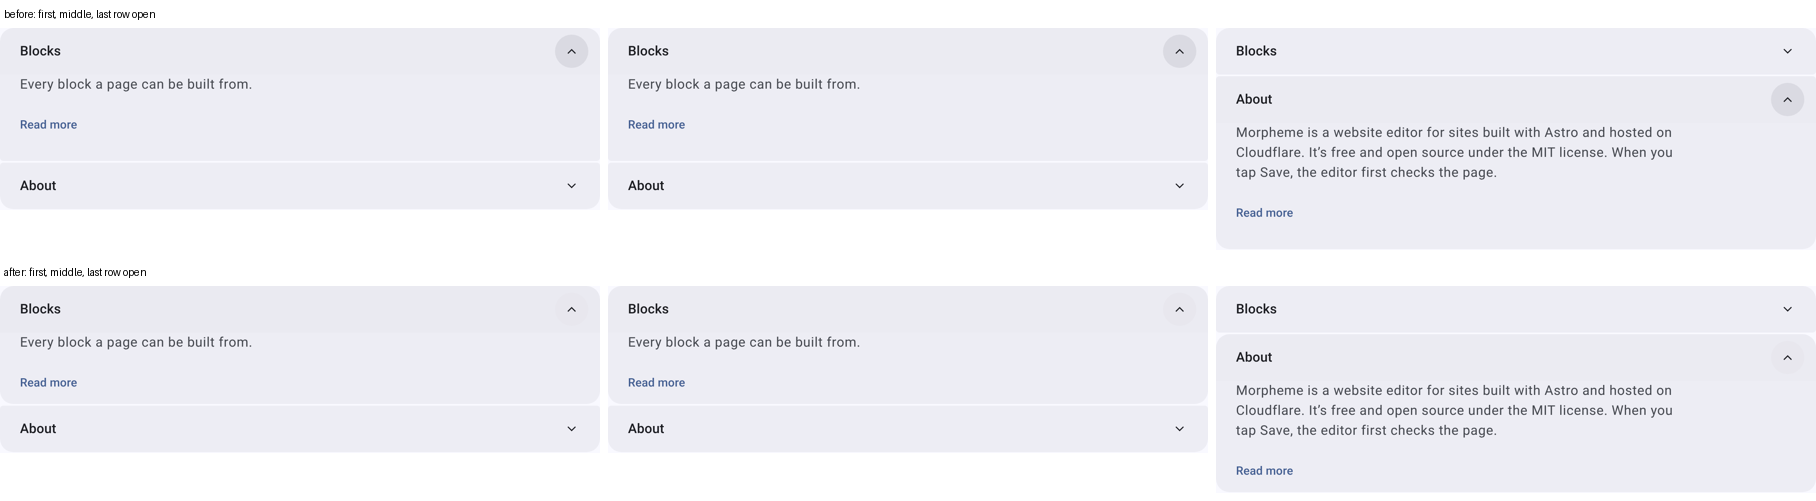 before: first, middle, last row open
Blocks
Every block a page can be built from.
Read more
About
Blocks
Every block a page can be built from.
Read more
About
Blocks
About
Morpheme is a website editor for sites built with Astro and hosted on
Cloudflare. It’s free and open source under the MIT license. When you
tap Save, the editor first checks the page.
Read more
after: first, middle, last row open
Blocks
Every block a page can be built from.
Read more
About
Blocks
Every block a page can be built from.
Read more
About
Blocks
About
Morpheme is a website editor for sites built with Astro and hosted on
Cloudflare. It’s free and open source under the MIT license. When you
tap Save, the editor first checks the page.
Read more